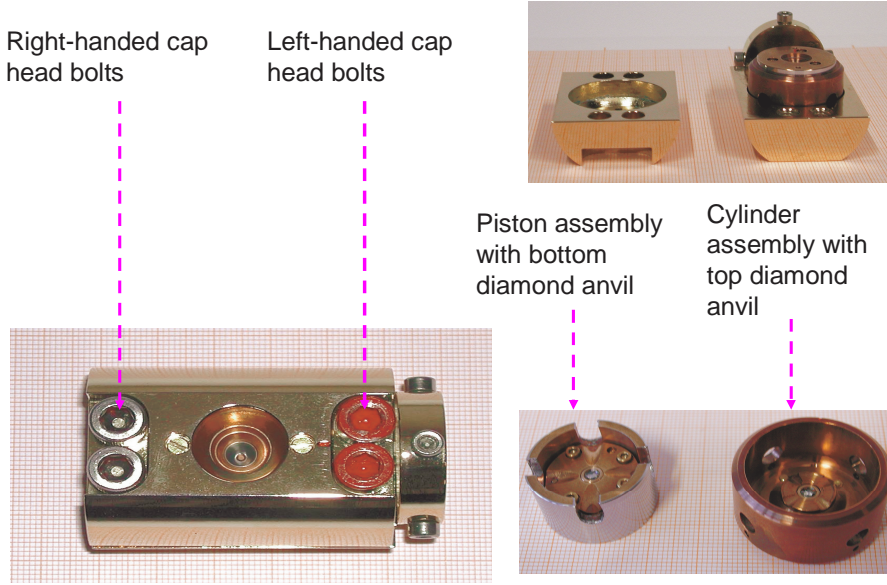 Right-handed cap
head bolts
Left-handed cap
head bolts
Piston assembly
with bottom
diamond anvil
Cylinder
assembly with
top diamond
anvil